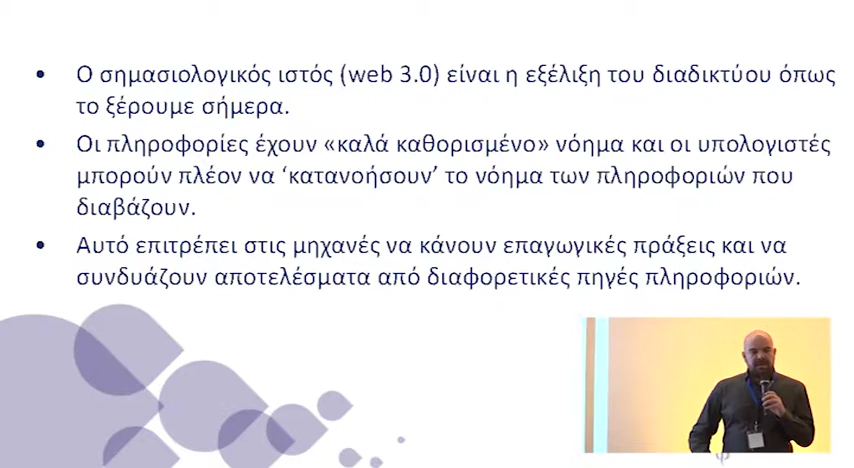 • Ο σημασιολογικός ιστός (web 3.0) είναι η εξέλιξη του διαδικτύου όπως
το ξέρουμε σήμερα.
• Οι πληροφορίες έχουν «καλά καθορισμένο» νόημα και οι υπολογιστές
μπορούν πλέον να ‘κατανοήσουν’ το νόημα των πληροφοριών που
διαβάζουν.
• Αυτό επιτρέπει στις μηχανές να κάνουν επαγωγικές πράξεις και να
συνδυάζουν αποτελέσματα από διαφορετικές πηγές πληροφοριών.